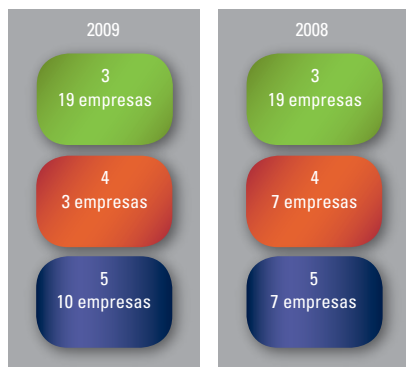 2009
3
19 empresas
4
3 empresas
5
10 empresas
2008
3
19 empresas
4
7 empresas
5
7 empresas